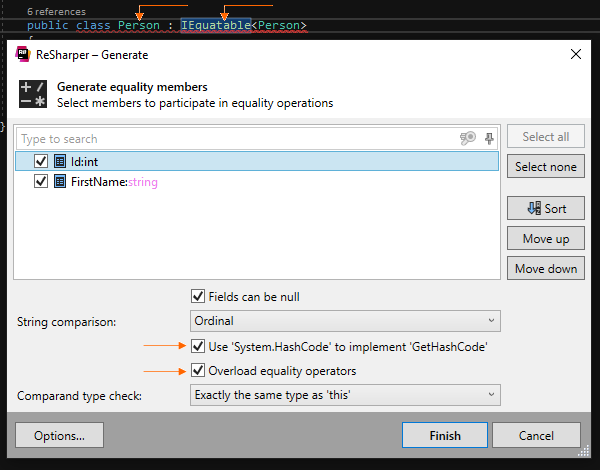 6 references
public class Person : IEquatable<Person>
{
}
RE ReSharper – Generate
Generate equality members
Select members to participate in equality operations
Type to search
Select all
Id:int
Select none
FirstName:string
Sort
Move up
Move down
Fields can be null
String comparison: Ordinal
Use 'System.HashCode' to implement 'GetHashCode'
Overload equality operators
Comparand type check: Exactly the same type as 'this'
Options...
Finish
Cancel